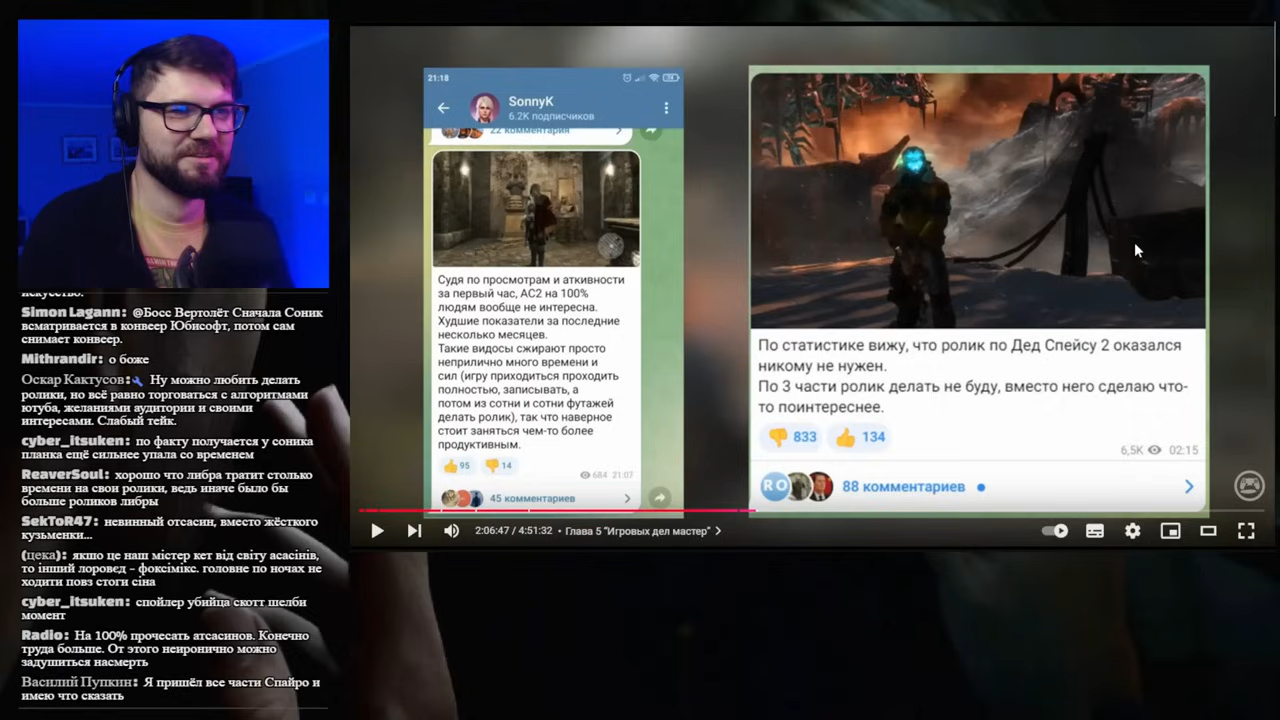 искусство.
Simon Lagann: @Босс Вертолёт Сначала Соник
всматривается в конвеер Юбисофт, потом сам
снимает конвеер.
Mithrandir: о боже
Оскар Кактусов: Ну можно любить делать
ролики, но всё равно торговаться с алгоритмами
ютуба, желаниями аудитории и своими
интересами. Слабый тейк.
cyber_itsuken: по факту получается у соника
планка ещё сильнее упала со временем
ReaverSoul: хорошо что либра тратит столько
времени на свои ролики, ведь иначе было бы
больше роликов либры
SekToR47: невинный отсасин, вместо жёсткого
кузьменки...
(цека): якшо це наш містер кет від світу асасінів,
то інший лоровєд - фоксімікс. головне по ночах не
ходити повз стоги сіна
cyber_itsuken: спойлер убийца скотт шелби
момент
Radio: На 100% прочесать атсасинов. Конечно
труда больше. От этого неиронично можно
задушиться насмерть
Василий Пупкин: Я пришёл все части Спайро и
имею что сказать
21:18
SonnyK
6.2K подписчиков
22 комментария
Судя по просмотрам и аткивности
за первый час, АС2 на 100%
людям вообще не интересна.
Худшие показатели за последние
несколько месяцев.
Такие видосы сжирают просто
неприлично много времени и
сил (игру приходиться проходить
полностью, записывать, а
потом из сотни и сотни футажей
делать ролик), так что наверное
стоит заняться чем-то более
продуктивным.
95 14
684 21:07
45 комментариев
По статистике вижу, что ролик по Дед Спейсу 2 оказался
никому не нужен.
По 3 части ролик делать не буду, вместо него сделаю что-
то поинтереснее.
833 134
6,5K 02:15
RO
88 комментариев
2:06:47 / 4:51:32 • Глава 5 "Игровых дел мастер"